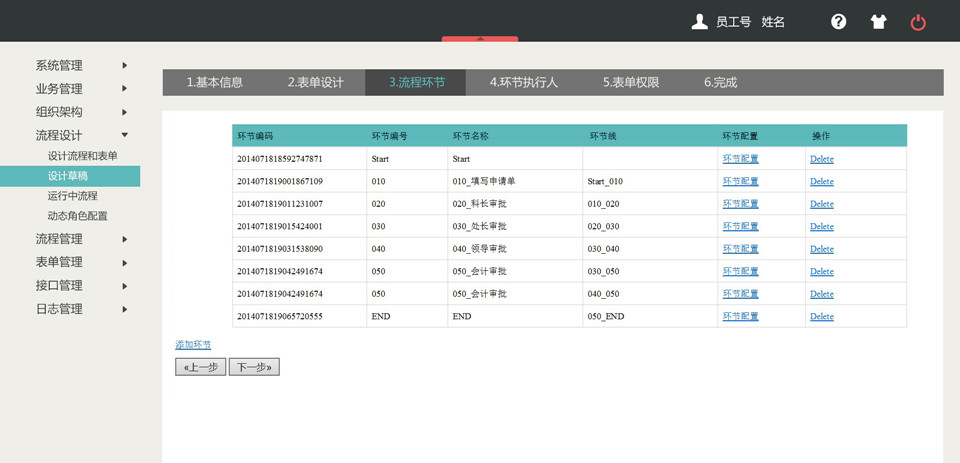 员工号 姓名
系统管理
业务管理
组织架构
流程设计
设计流程和表单
设计草稿
运行中流程
动态角色配置
流程管理
表单管理
接口管理
日志管理
1.基本信息 2.表单设计 3.流程环节 4.环节执行人 5.表单权限 6.完成
环节编码 环节编号 环节名称 环节线 环节配置 操作
2014071818592747871 Start Start 环节配置 Delete
2014071819001867109 010 010_填写申请单 Start_010 环节配置 Delete
2014071819011231007 020 020_科长审批 010_020 环节配置 Delete
2014071819015424001 030 030_处长审批 020_030 环节配置 Delete
2014071819031538090 040 040_领导审批 030_040 环节配置 Delete
2014071819042491674 050 050_会计审批 030_050 环节配置 Delete
2014071819042491674 050 050_会计审批 040_050 环节配置 Delete
2014071819065720555 END END 050_END 环节配置 Delete
添加环节
«上一步 下一步»